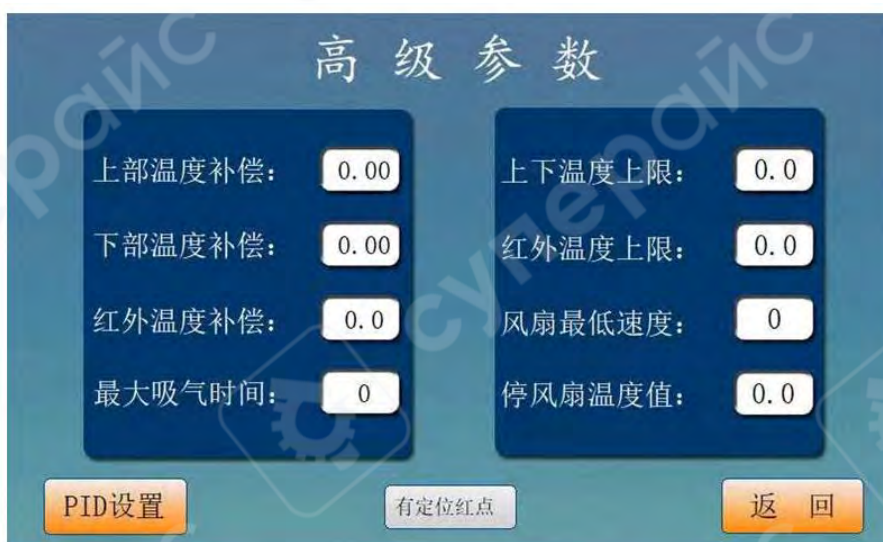 高级参数
上部温度补偿： 0.00
下部温度补偿： 0.00
红外温度补偿： 0.0
最大吸气时间： 0
上下温度上限： 0.0
红外温度上限： 0.0
风扇最低速度： 0
停风扇温度值： 0.0
PID设置
有定位红点
返 回
суперайс